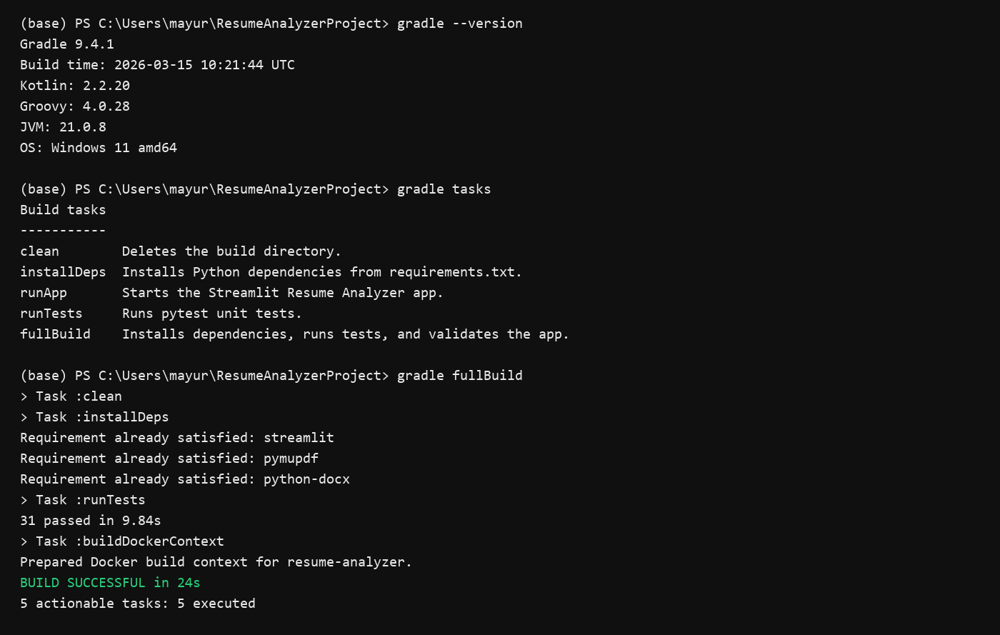 (base) PS C:\Users\mayur\ResumeAnalyzerProject> gradle --version
Gradle 9.4.1
Build time: 2026-03-15 10:21:44 UTC
Kotlin: 2.2.20
Groovy: 4.0.28
JVM: 21.0.8
OS: Windows 11 amd64

(base) PS C:\Users\mayur\ResumeAnalyzerProject> gradle tasks
Build tasks
-----------
clean        Deletes the build directory.
installDeps  Installs Python dependencies from requirements.txt.
runApp       Starts the Streamlit Resume Analyzer app.
runTests     Runs pytest unit tests.
fullBuild    Installs dependencies, runs tests, and validates the app.

(base) PS C:\Users\mayur\ResumeAnalyzerProject> gradle fullBuild
> Task :clean
> Task :installDeps
Requirement already satisfied: streamlit
Requirement already satisfied: pymupdf
Requirement already satisfied: python-docx
> Task :runTests
31 passed in 9.84s
> Task :buildDockerContext
Prepared Docker build context for resume-analyzer.
BUILD SUCCESSFUL in 24s
5 actionable tasks: 5 executed